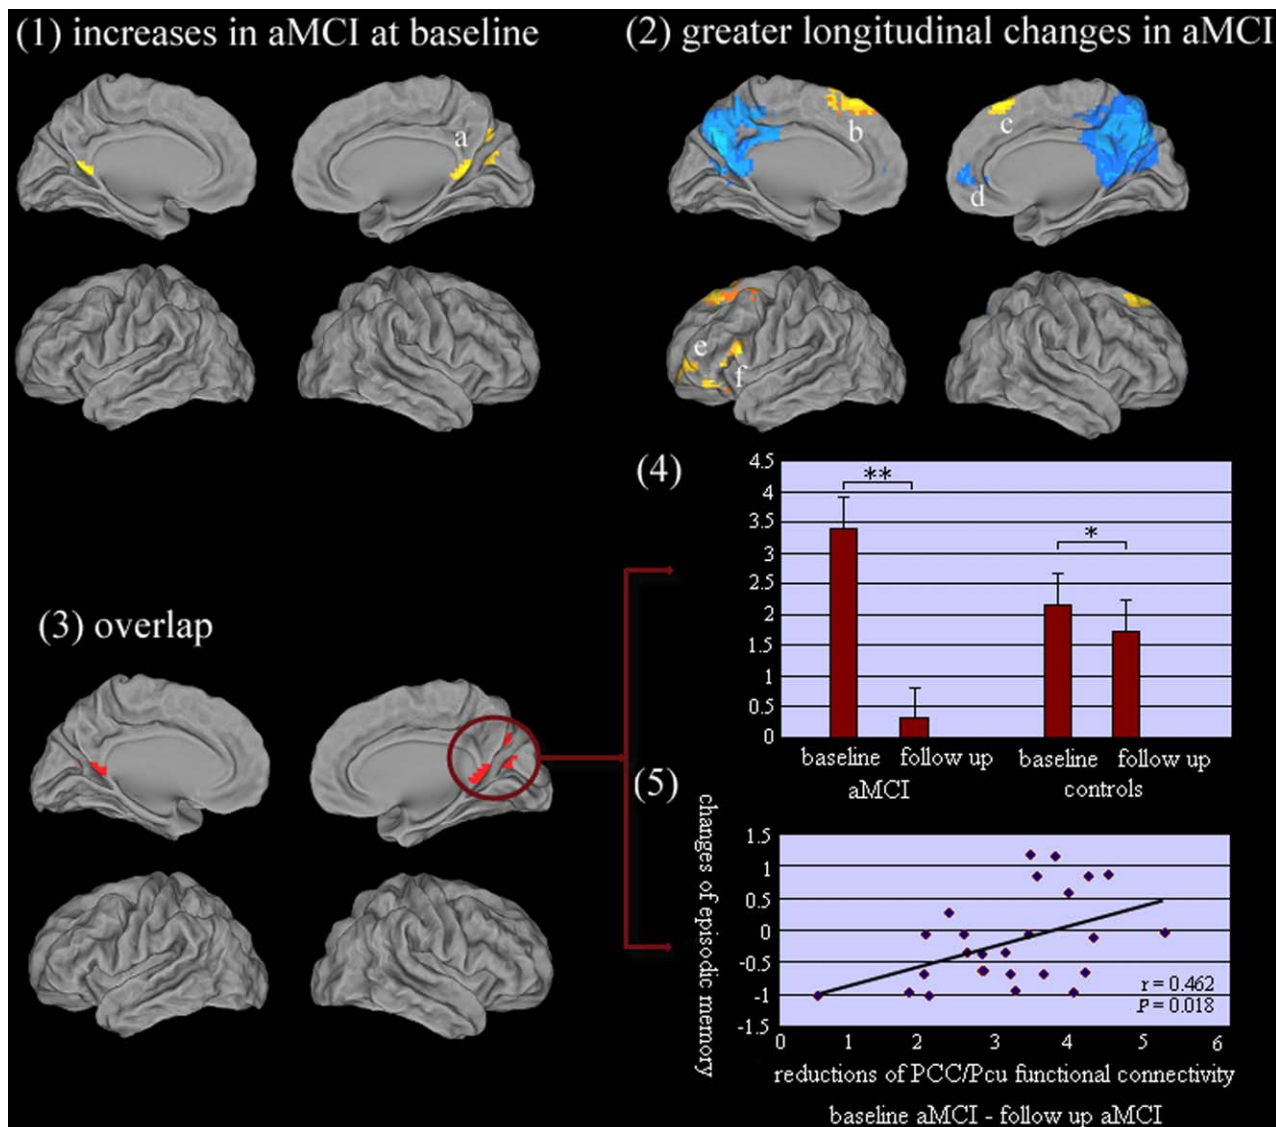 (1) increases in aMCI at baseline
(2) greater longitudinal changes in aMCI
a
b
c
d
e
f
(3) overlap
(4)
4.5
4
3.5
3
2.5
2
1.5
1
0.5
0
**
*
baseline follow up baseline follow up
aMCI controls
(5)
changes of episodic memory
1.5
1
0.5
0
-0.5
-1
-1.5
r = 0.462
P = 0.018
0 1 2 3 4 5 6
reductions of PCC/Pcu functional connectivity
baseline aMCI - follow up aMCI